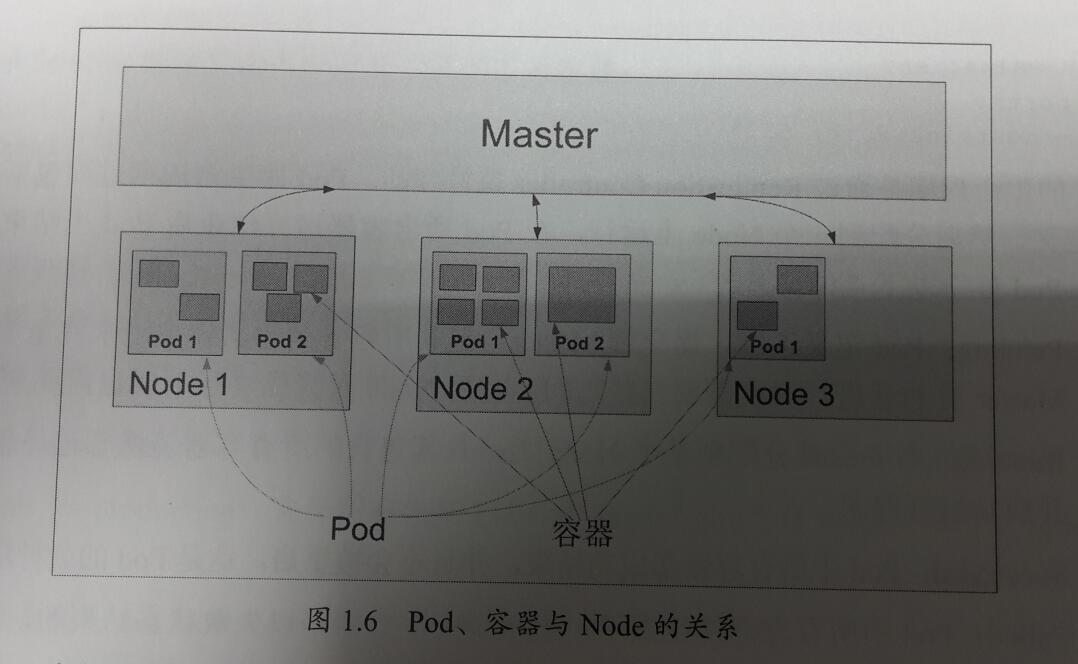 Master
Pod 1
Pod 2
Node 1
Pod 1
Pod 2
Node 2
Pod 1
Node 3
Pod
容器
图 1.6 Pod、容器与 Node 的关系